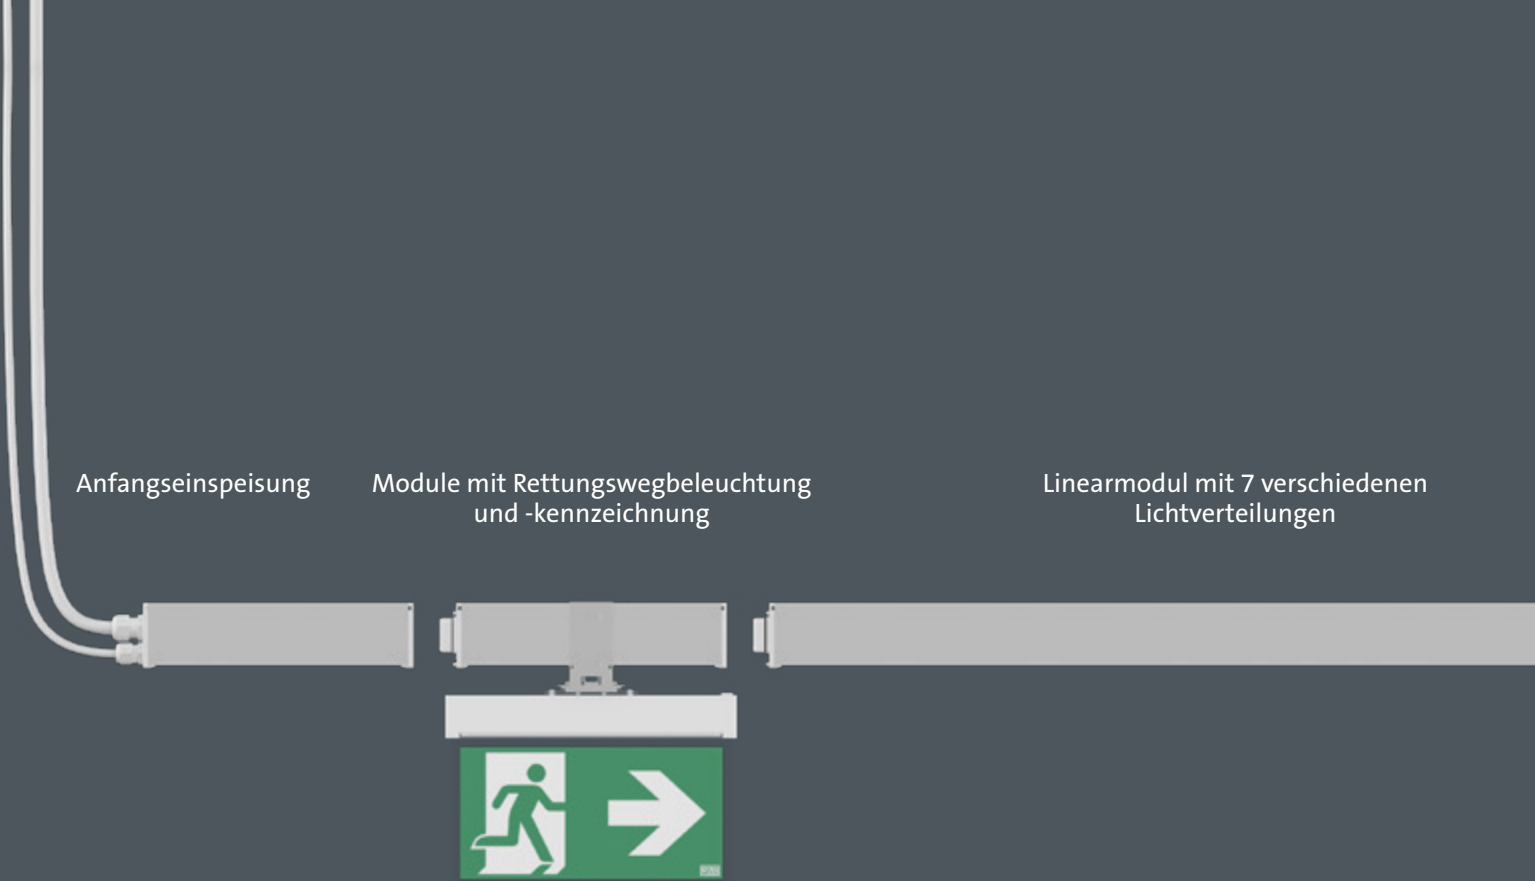 Anfangseinspeisung
Module mit Rettungswegbeleuchtung
und -kennzeichnung
Linearmodul mit 7 verschiedenen
Lichtverteilungen